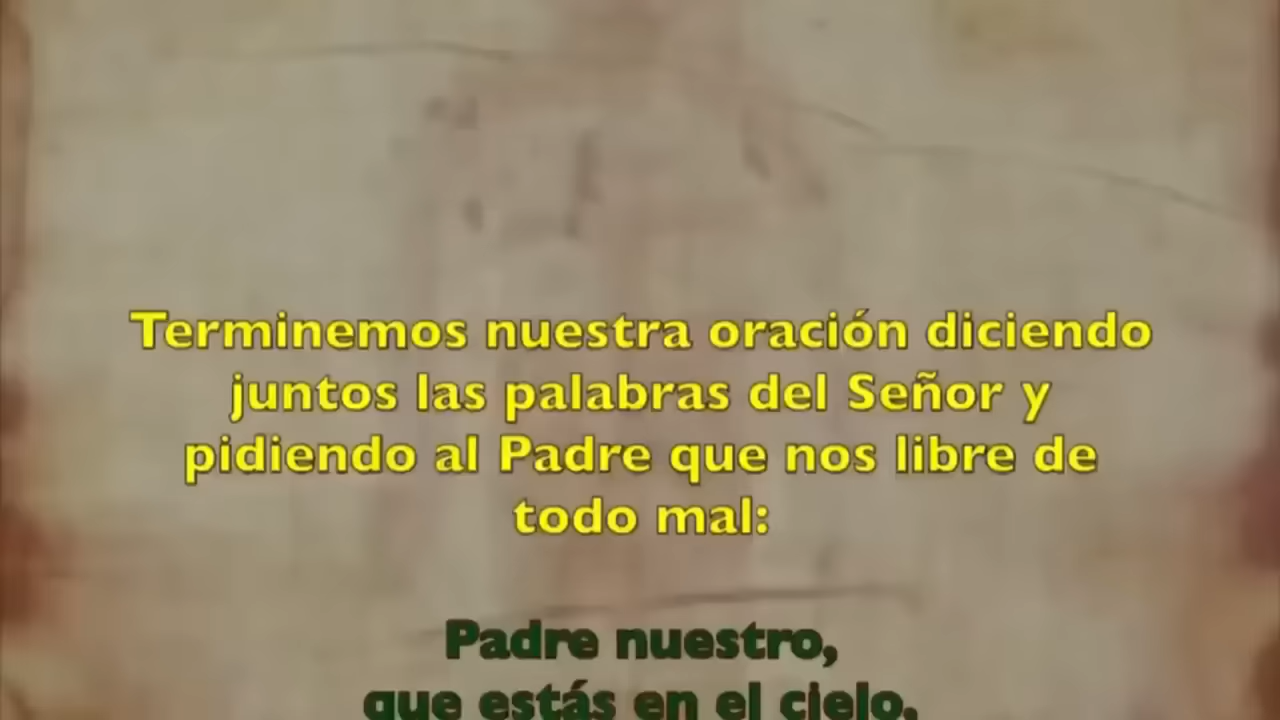 Terminemos nuestra oración diciendo
juntos las palabras del Señor y
pidiendo al Padre que nos libre de
todo mal:
Padre nuestro,
que estás en el cielo,